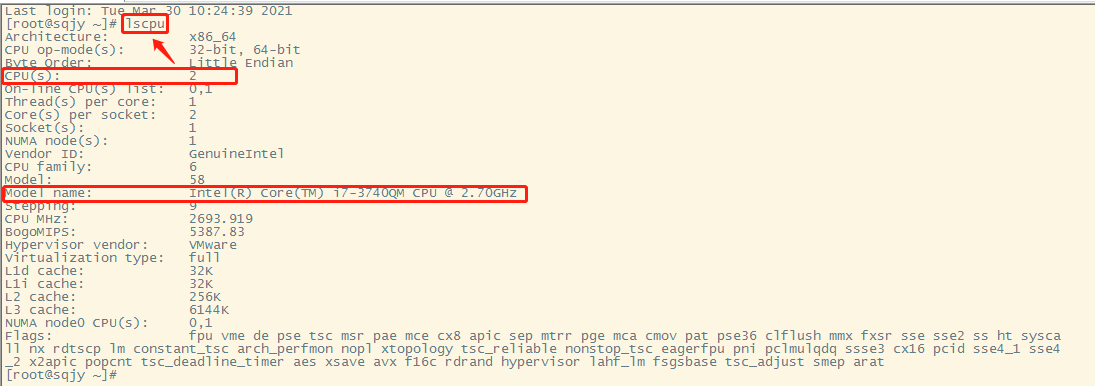 Last login: Tue Mar 30 10:24:39 2021
[root@sqjy ~]# lscpu
Architecture: x86_64
CPU op-mode(s): 32-bit, 64-bit
Byte Order: Little Endian
CPU(s): 2
On-line CPU(s) list: 0,1
Thread(s) per core: 1
Core(s) per socket: 2
Socket(s): 1
NUMA node(s): 1
Vendor ID: GenuineIntel
CPU family: 6
Model: 58
Model name: Intel(R) Core(TM) i7-3740QM CPU @ 2.70GHz
Stepping: 9
CPU MHz: 2693.919
BogoMIPS: 5387.83
Hypervisor vendor: VMware
Virtualization type: full
L1d cache: 32K
L1i cache: 32K
L2 cache: 256K
L3 cache: 6144K
NUMA node0 CPU(s): 0,1
Flags: fpu vme de pse tsc msr pae mce cx8 apic sep mtrr pge mca cmov pat pse36 clflush mmx fxsr sse sse2 ss ht sysca
ll nx rdtscp lm constant_tsc arch_perfmon nopl xtopology tsc_reliable nonstop_tsc eagerfpu pni pclmulqdq ssse3 cx16 pcid sse4_1 sse4
_2 x2apic popcnt tsc_deadline_timer aes xsave avx f16c rdrand hypervisor lahf_lm fsgsbase tsc_adjust smep arat
[root@sqjy ~]#